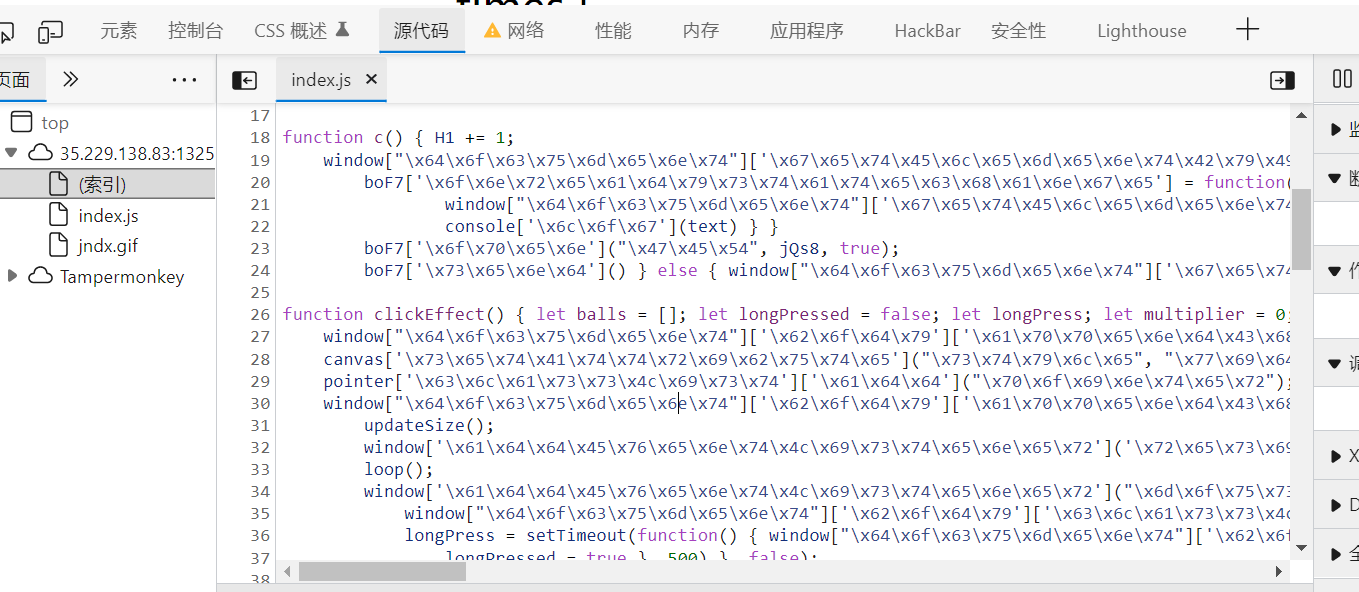 元素 控制台 CSS 概述 源代码 网络 性能 内存 应用程序 HackBar 安全性 Lighthouse
页面 index.js
top
35.229.138.83:1325
(索引)
index.js
jndx.gif
Tampermonkey
17
18 function c() { H1 += 1;
19 window["\x64\x6f\x63\x75\x6d\x65\x6e\x74"]['\x67\x65\x74\x45\x6c\x65\x6d\x65\x6e\x74\x42\x79\x49
20 boF7['\x6f\x6e\x72\x65\x61\x64\x79\x73\x74\x61\x74\x65\x63\x68\x61\x6e\x67\x65'] = function(
21 window["\x64\x6f\x63\x75\x6d\x65\x6e\x74"]['\x67\x65\x74\x45\x6c\x65\x6d\x65\x6e\x74
22 console['\x6c\x6f\x67'](text) } }
23 boF7['\x6f\x70\x65\x6e']("\x47\x45\x54", jQs8, true);
24 boF7['\x73\x65\x6e\x64']() } else { window["\x64\x6f\x63\x75\x6d\x65\x6e\x74"]['\x67\x65\x74
25
26 function clickEffect() { let balls = []; let longPressed = false; let longPress; let multiplier = 0;
27 window["\x64\x6f\x63\x75\x6d\x65\x6e\x74"]['\x62\x6f\x64\x79']['\x61\x70\x70\x65\x6e\x64\x43\x68
28 canvas['\x73\x65\x74\x41\x74\x74\x72\x69\x62\x75\x74\x65']("\x73\x74\x79\x6c\x65", "\x77\x69\x64
29 pointer['\x63\x6c\x61\x73\x73\x4c\x69\x73\x74']['\x61\x64\x64']("\x70\x6f\x69\x6e\x74\x65\x72");
30 window["\x64\x6f\x63\x75\x6d\x65\x6e\x74"]['\x62\x6f\x64\x79']['\x61\x70\x70\x65\x6e\x64\x43\x68
31 updateSize();
32 window['\x61\x64\x64\x45\x76\x65\x6e\x74\x4c\x69\x73\x74\x65\x6e\x65\x72']('\x72\x65\x73\x69
33 loop();
34 window['\x61\x64\x64\x45\x76\x65\x6e\x74\x4c\x69\x73\x74\x65\x6e\x65\x72']("\x6d\x6f\x75\x73
35 window["\x64\x6f\x63\x75\x6d\x65\x6e\x74"]['\x62\x6f\x64\x79']['\x63\x6c\x61\x73\x73\x4c
36 longPress = setTimeout(function() { window["\x64\x6f\x63\x75\x6d\x65\x6e\x74"]['\x62\x6f
37 longPressed = true }, 500) }, false);
38